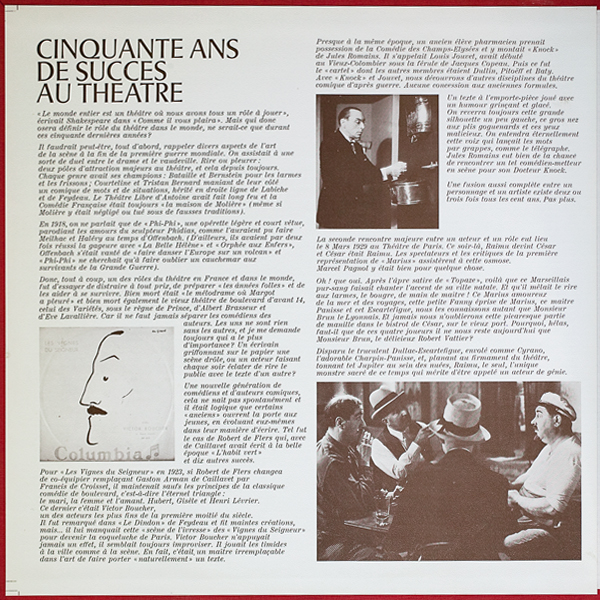 CINQUANTE ANS
DE SUCCES
AU THEATRE
« Le monde entier est un théâtre où nous avons tous un rôle à jouer »,
écrivait Shakespeare dans « Comme il vous plaira ». Mais qui donc
osera définir le rôle du théâtre dans le monde, ne serait-ce que durant
ces cinquante dernières années?
Il faudrait peut-être, tout d'abord, rappeler divers aspects de l'art
de la scène à la fin de la première guerre mondiale. On assistait à une
sorte de duel entre le drame et le vaudeville. Rire ou pleurer :
deux pôles d'attraction majeurs au théâtre, et cela depuis toujours.
Chaque genre avait ses champions : Bataille et Bernstein pour les larmes
et les frissons ; Courteline et Tristan Bernard maniant de leur côté
un comique de mots et de situations, hérité en droite ligne de Labiche
et de Feydeau. Le Théâtre Libre d'Antoine avait fait long feu et la
Comédie Française était toujours « la maison de Molière » (même si
Molière y était négligé ou tué sous de fausses traditions).
En 1918, on ne parlait que de « Phi-Phi », une opérette légère et court vêtue,
parodiant les amours du sculpteur Phidias, comme l'auraient pu faire
Meilhac et Halévy au temps d'Offenbach. (D'ailleurs, ils avaient par deux
fois réussi la gageure avec « La Belle Hélène » et « Orphée aux Enfers »,
Offenbach s'était vanté de « faire danser l'Europe sur un volcan » et
« Phi-Phi » ne cherchait qu'à faire oublier un cauchemar aux
survivants de la Grande Guerre).
Donc, tout à coup, un des rôles du théâtre en France et dans le monde,
fut d'essayer de distraire à tout prix, de préparer « les années folles » et de
les aider à se survivre. Bien sûr, était « le mélodrame où Margot
a pleuré » et bien mort également le vieux théâtre de boulevard d'avant 14,
celui des Variétés, sous le règne de Prince, d'Albert Brasseur et
d'Eve Lavallière. Car il ne faut jamais séparer les comédiens des
auteurs. Les uns ne sont rien
sans les autres, et je me demande
toujours qui a le plus
d'importance? Un écrivain
griffonnant sur le papier une
scène drôle, ou un auteur faisant
chaque soir éclater de rire le
public avec le texte d'un autre?
Une nouvelle génération de
comédiens et d'auteurs comiques,
cela ne naît pas spontanément et
il était logique que certains
« anciens » ouvrent la porte aux
jeunes, en évoluant eux-mêmes
dans leur manière d'écrire. Tel fut
le cas de Robert de Flers qui, avec
de Caillavet avait écrit à la belle
époque « L'habit vert »
et dix autres succès.
Columbia
Pour « Les Vignes du Seigneur » en 1923, si Robert de Flers changea
de co-équipier remplaçant Gaston Arman de Caillavet par
Francis de Croisset, il maintenait saufs les principes de la classique
comédie de boulevard, c'est-à-dire l'éternel triangle :
le mari, la femme et l'amant. Hubert, Gisèle et Henri Lévrier.
Ce dernier c'était Victor Boucher,
un des acteurs les plus fins de la première moitié du siècle.
Il fut remarqué dans « Le Dindon » de Feydeau et fit maintes créations,
mais... il lui manquait cette « scène de l'ivresse » des « Vignes du Seigneur »
pour devenir la coqueluche de Paris. Victor Boucher n'appuyait
jamais un effet, il semblait toujours improviser. Il jouait les timides
à la ville comme à la scène. En fait, c'était un maître irremplaçable
dans l'art de faire porter « naturellement » un texte.
Presque à la même époque, un ancien élève pharmacien prenait
possession de la Comédie des Champs-Elysées et y montait « Knock »
de Jules Romains. Il s'appelait Louis Jouvet, avait débuté
au Vieux-Colombier sous la férule de Jacques Copeau. Puis ce fut
le « cartel » dont les autres membres étaient Dullin, Pitoëff et Baty.
Avec « Knock » et Jouvet, nous découvrons d'autres disciplines du théâtre
comique d'après guerre. Aucune concession aux anciennes formules.
Un texte à l'emporte-pièce joué avec
un humour grinçant et glacé.
On reverra toujours cette grande
silhouette un peu gauche, ce gros nez
aux plis goguenards et ces yeux
malicieux. On entendra éternellement
cette voix qui lançait les mots
par grappes, comme le télégraphe.
Jules Romains eut bien de la chance
de rencontrer un tel comédien-metteur
en scène pour son Docteur Knock.
Une fusion aussi complète entre un
personnage et un artiste existe deux ou
trois fois tous les cent ans. Pas plus.
La seconde rencontre majeure entre un acteur et un rôle eut lieu
le 8 Mars 1929 au Théâtre de Paris. Ce soir-là, Raimu devint César
et César était Raimu. Les spectateurs et les critiques de la première
représentation de « Marius » assistèrent à cette osmose.
Marcel Pagnol y était bien pour quelque chose.
Oh ! que oui. Après l'âpre satire de « Topaze », voilà que ce Marseillais
pur-sang faisait chanter l'accent de sa ville natale. Et qu'il mêlait le rire
aux larmes, le bougre, de main de maître ! Ce Marius amoureux
de la mer et des voyages, cette petite Fanny éprise de Marius, ce maître
Panisse et cet Escartefigue, nous les connaissons autant que Monsieur
Brun le Lyonnais. Et jamais nous n'oublierons cette picaresque partie
de manille dans le bistrot de César, sur le vieux port. Pourquoi, hélas,
faut-il que de ces quatre joueurs il ne nous reste aujourd'hui que
Monsieur Brun, le délicieux Robert Vattier?
Disparu le truculent Dullac-Escartefigue, envolé comme Cyrano,
l'adorable Charpin-Panisse, et, planant au firmament du théâtre,
tonnant tel Jupiter au sein des nuées, Raimu, le seul, l'unique
monstre sacré de ce temps qui mérita d'être appelé un acteur de génie.